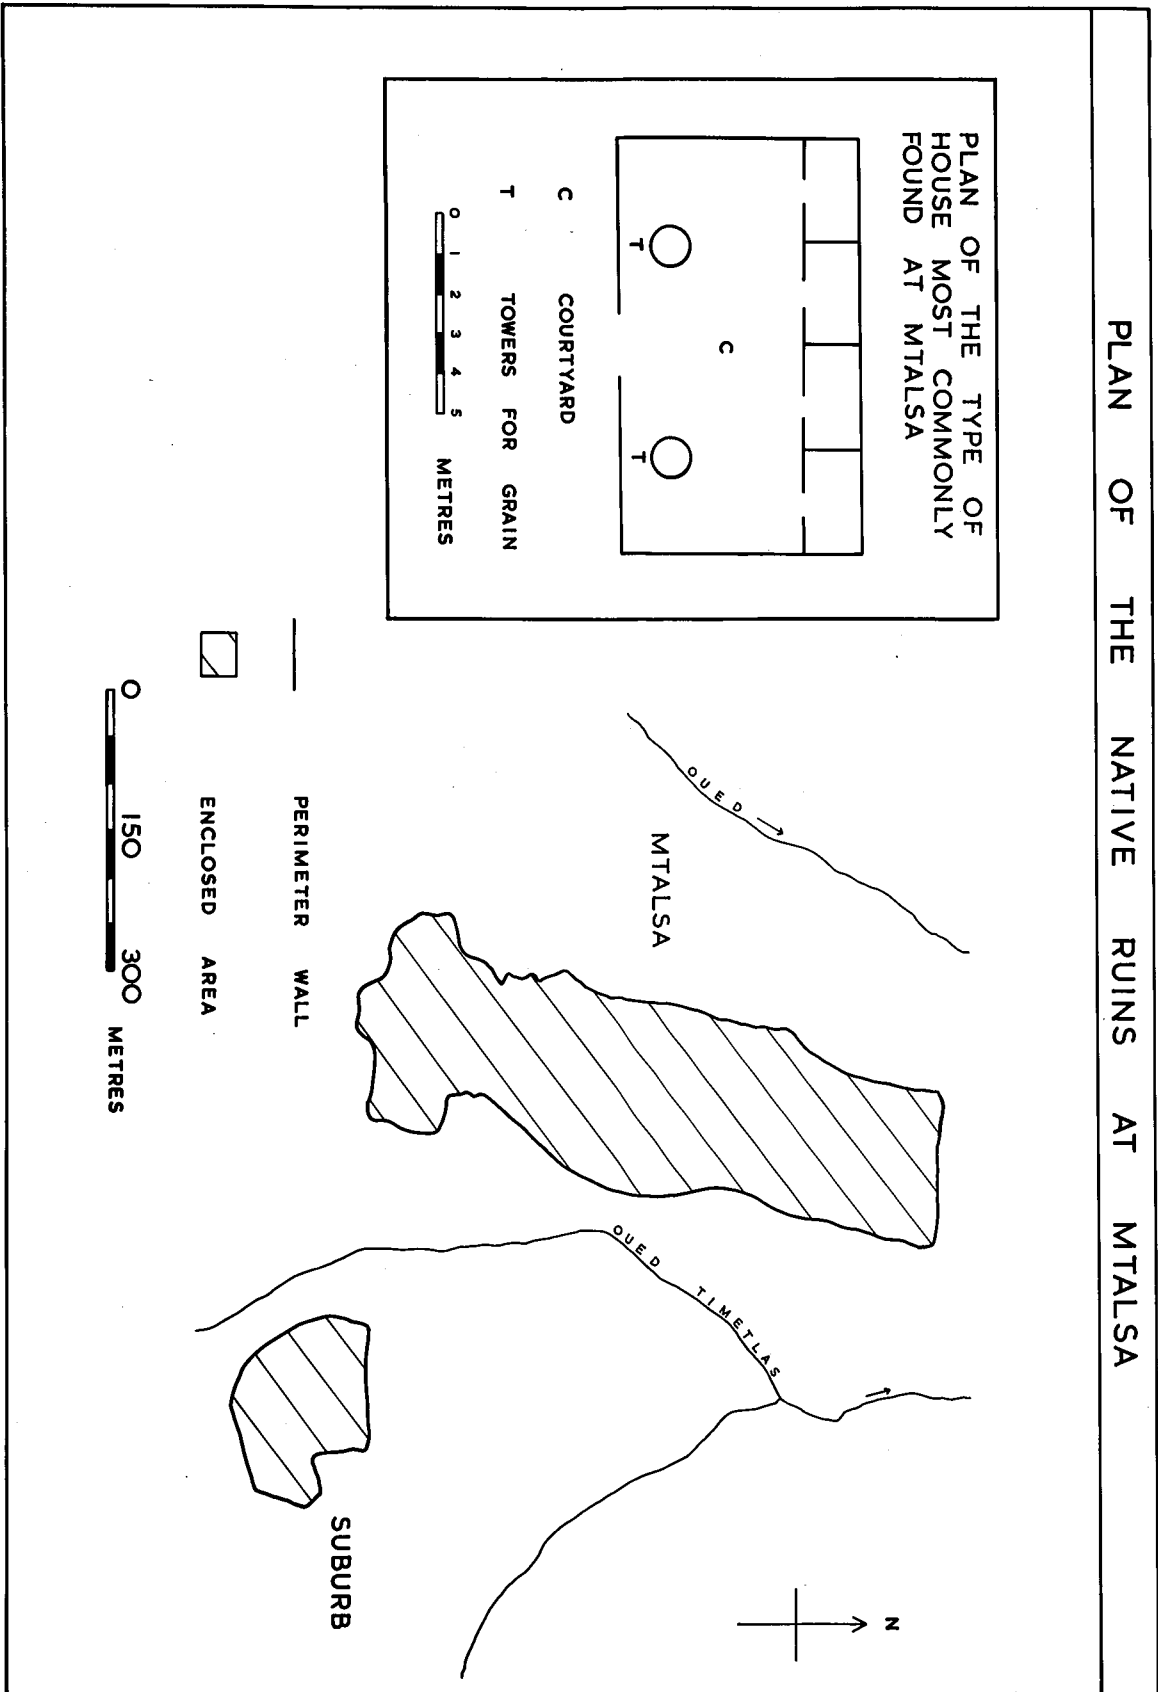 PLAN OF THE NATIVE RUINS AT MTALSA
PLAN OF THE TYPE OF
HOUSE MOST COMMONLY
FOUND AT MTALSA
C
T
T
C COURTYARD
T TOWERS FOR GRAIN
0 1 2 3 4 5
METRES
N
OUED
MTALSA
OUED TIMETLAS
SUBURB
PERIMETER WALL
ENCLOSED AREA
0 150 300
METRES